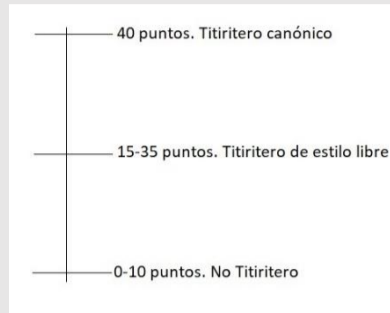 40 puntos. Titiritero canónico
15-35 puntos. Titiritero de estilo libre
0-10 puntos. No Titiritero